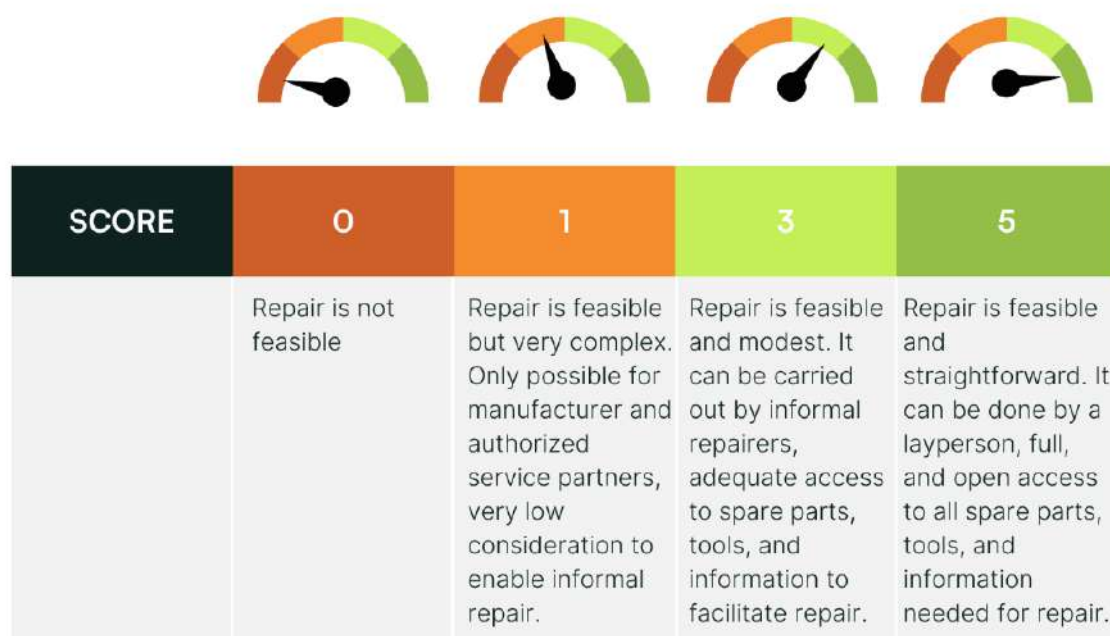 SCORE
0
1
3
5
Repair is not
feasible
Repair is feasible
but very complex.
Only possible for
manufacturer and
authorized
service partners,
very low
consideration to
enable informal
repair.
Repair is feasible
and modest. It
can be carried
out by informal
repairers,
adequate access
to spare parts,
tools, and
information to
facilitate repair.
Repair is feasible
and
straightforward. It
can be done by a
layperson, full,
and open access
to all spare parts,
tools, and
information
needed for repair.